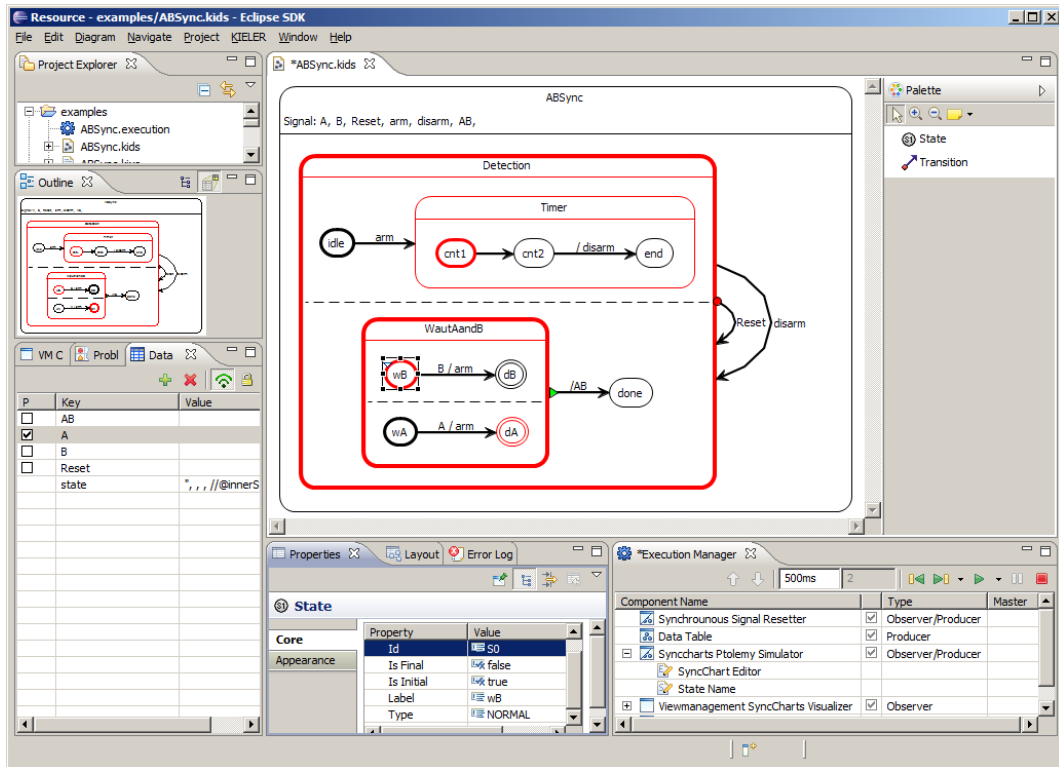 Resource - examples/ABSync.kids - Eclipse SDK
File Edit Diagram Navigate Project KIELER Window Help
Project Explorer
examples
ABSync.execution
ABSync.kids
Outline
VM C Probl Data
P Key Value
AB
A
B
Reset
state ", , , //@innerS
*ABSync.kids
ABSync
Signal: A, B, Reset, arm, disarm, AB,
Detection
Timer
idle arm cnt1 cnt2 / disarm end
Reset disarm
WautAandB
wB B / arm dB
/AB done
wA A / arm dA
Palette
State
Transition
Properties Layout Error Log
State
Core
Appearance
Property Value
Id S0
Is Final false
Is Initial true
Label wB
Type NORMAL
*Execution Manager
500ms 2
Component Name Type Master
Synchrounous Signal Resetter Observer/Producer
Data Table Producer
Synccharts Ptolemy Simulator Observer/Producer
SyncChart Editor
State Name
Viewmanagement SyncCharts Visualizer Observer